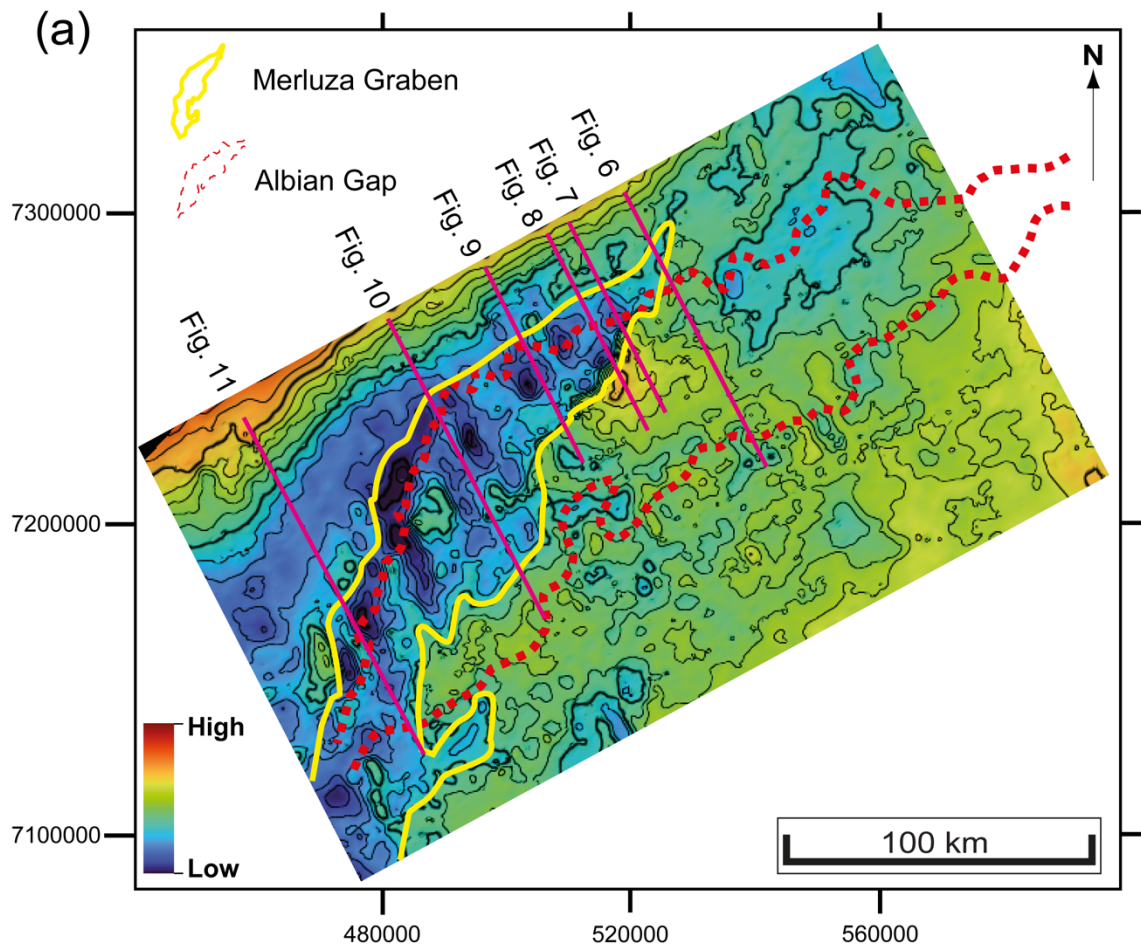 (a)
Merluza Graben
Albian Gap
N
Fig. 6
Fig. 7
Fig. 8
Fig. 9
Fig. 10
Fig. 11
7300000
7200000
7100000
High
Low
100 km
480000
520000
560000